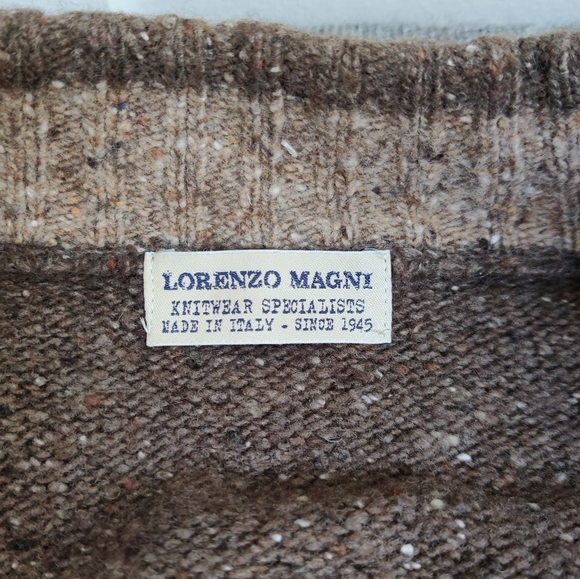 LORENZO MAGNI
KNITWEAR SPECIALISTS
MADE IN ITALY - SINCE 1945